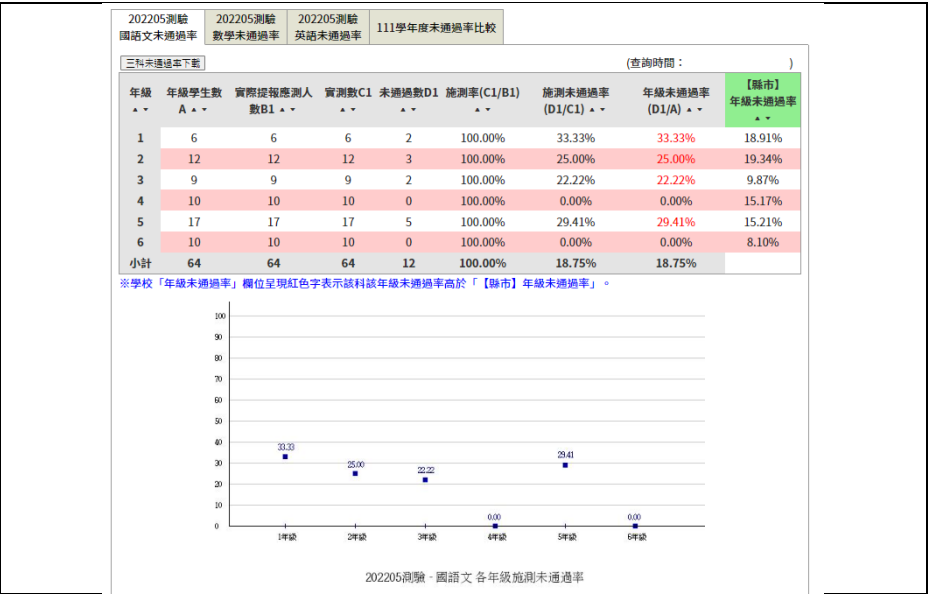 202205測驗 202205測驗 202205測驗 111學年度未通過率比較
國語文未通過率 數學未通過率 英語未通過率
三科未通過率下載 (查詢時間： )
年級 年級學生數 實際提報應測人 實測數C1 未通過數D1 施測率(C1/B1) 施測未通過率 年級未通過率 【縣市】
▲ ▼ A ▲ ▼ 數B1 ▲ ▼ ▲ ▼ ▲ ▼ ▲ ▼ (D1/C1) ▲ ▼ (D1/A) ▲ ▼ 年級未通過率
▲ ▼
1 6 6 6 2 100.00% 33.33% 33.33% 18.91%
2 12 12 12 3 100.00% 25.00% 25.00% 19.34%
3 9 9 9 2 100.00% 22.22% 22.22% 9.87%
4 10 10 10 0 100.00% 0.00% 0.00% 15.17%
5 17 17 17 5 100.00% 29.41% 29.41% 15.21%
6 10 10 10 0 100.00% 0.00% 0.00% 8.10%
小計 64 64 64 12 100.00% 18.75% 18.75%
※學校「年級未通過率」欄位呈現紅色字表示該科該年級未通過率高於「【縣市】年級未通過率」。
100
90
80
70
60
50
40
33.33
29.41
30
25.00
22.22
20
10
0.00 0.00
0
1年級 2年級 3年級 4年級 5年級 6年級
202205測驗 - 國語文 各年級施測未通過率